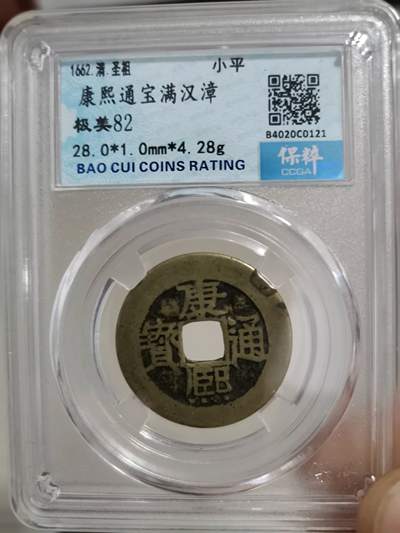 1662.清.圣祖 小平
康熙通宝满汉漳
极美82
B4020C0121
28.0*1.0mm*4.28g
保粹
CCGA
BAO CUI COINS RATING
康熙通寶